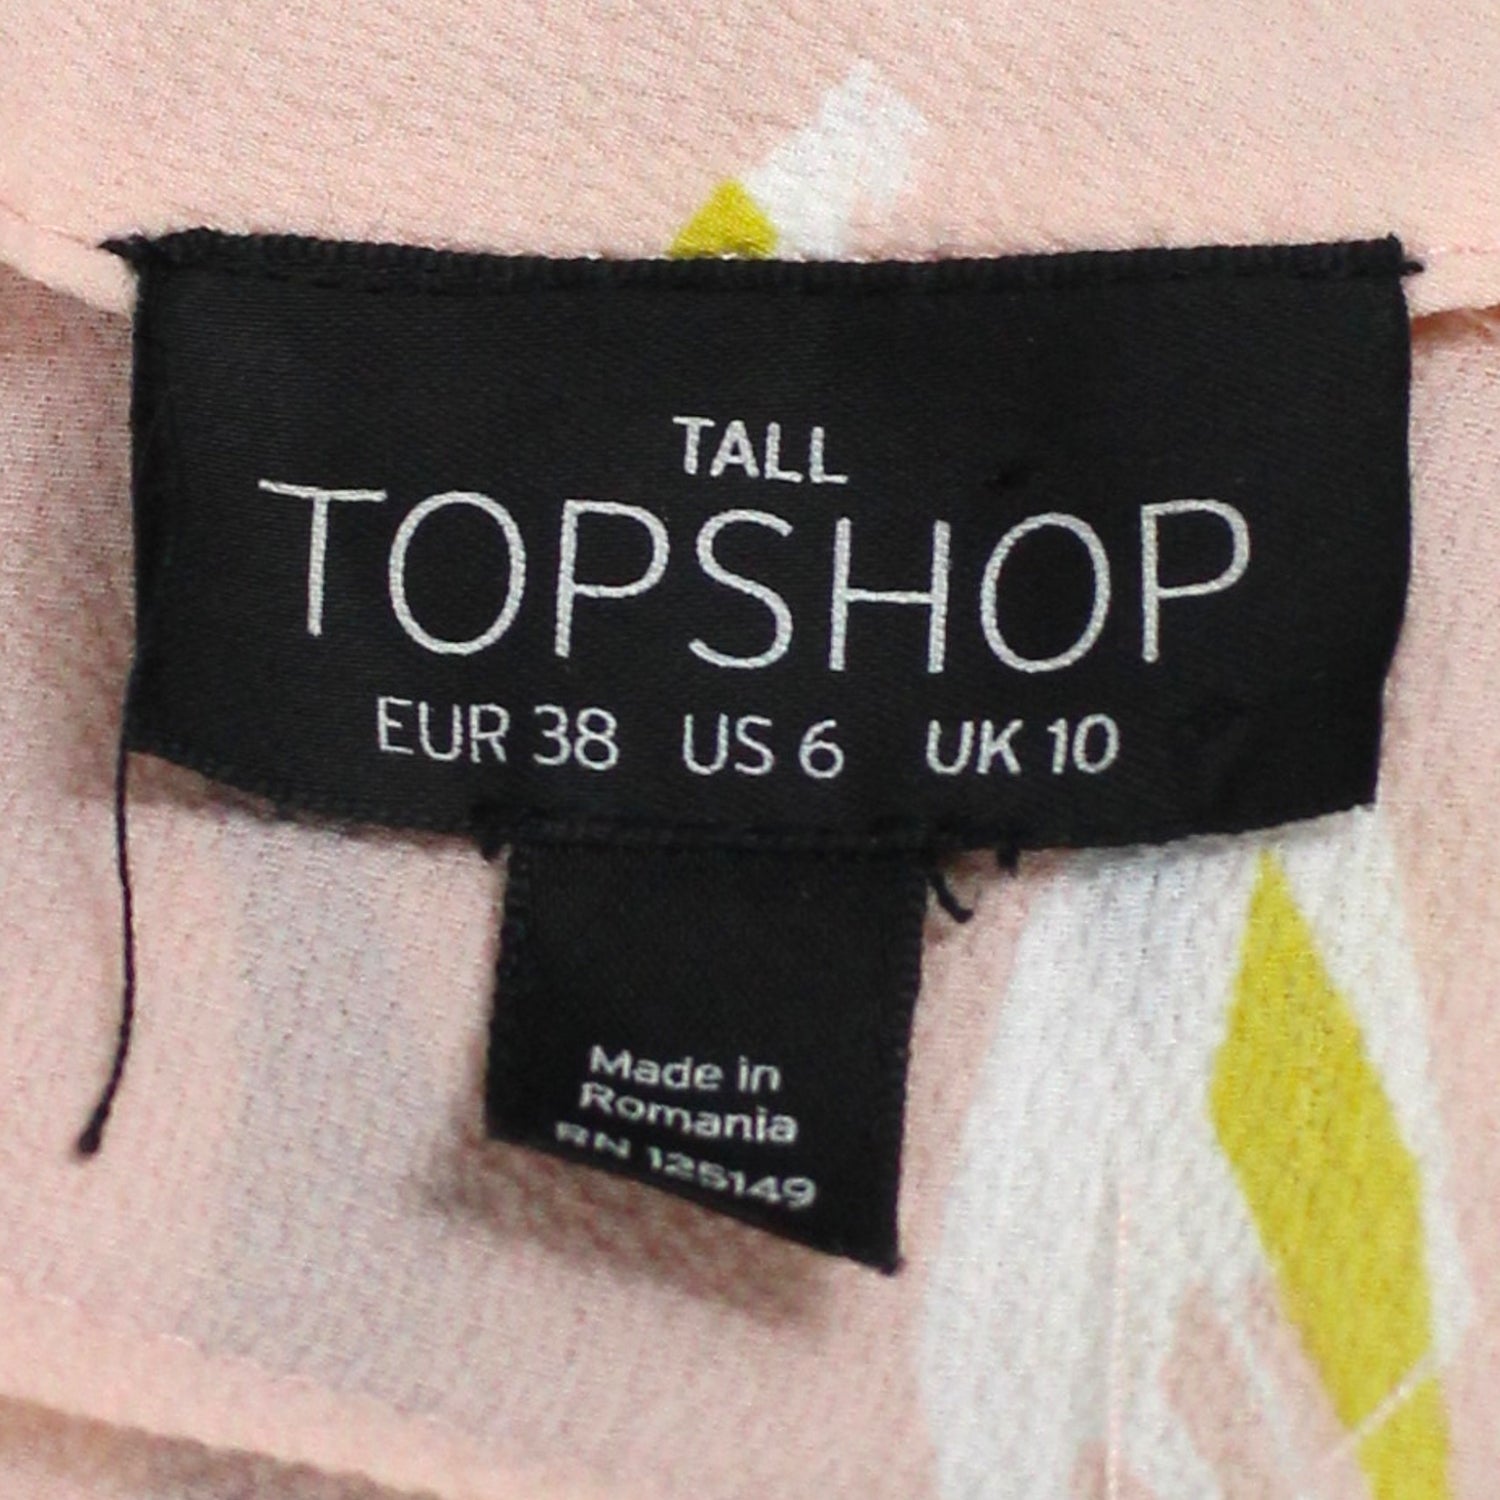 TALL
TOPSHOP
EUR 38 US 6 UK 10
Made in
Romania
RN 125149